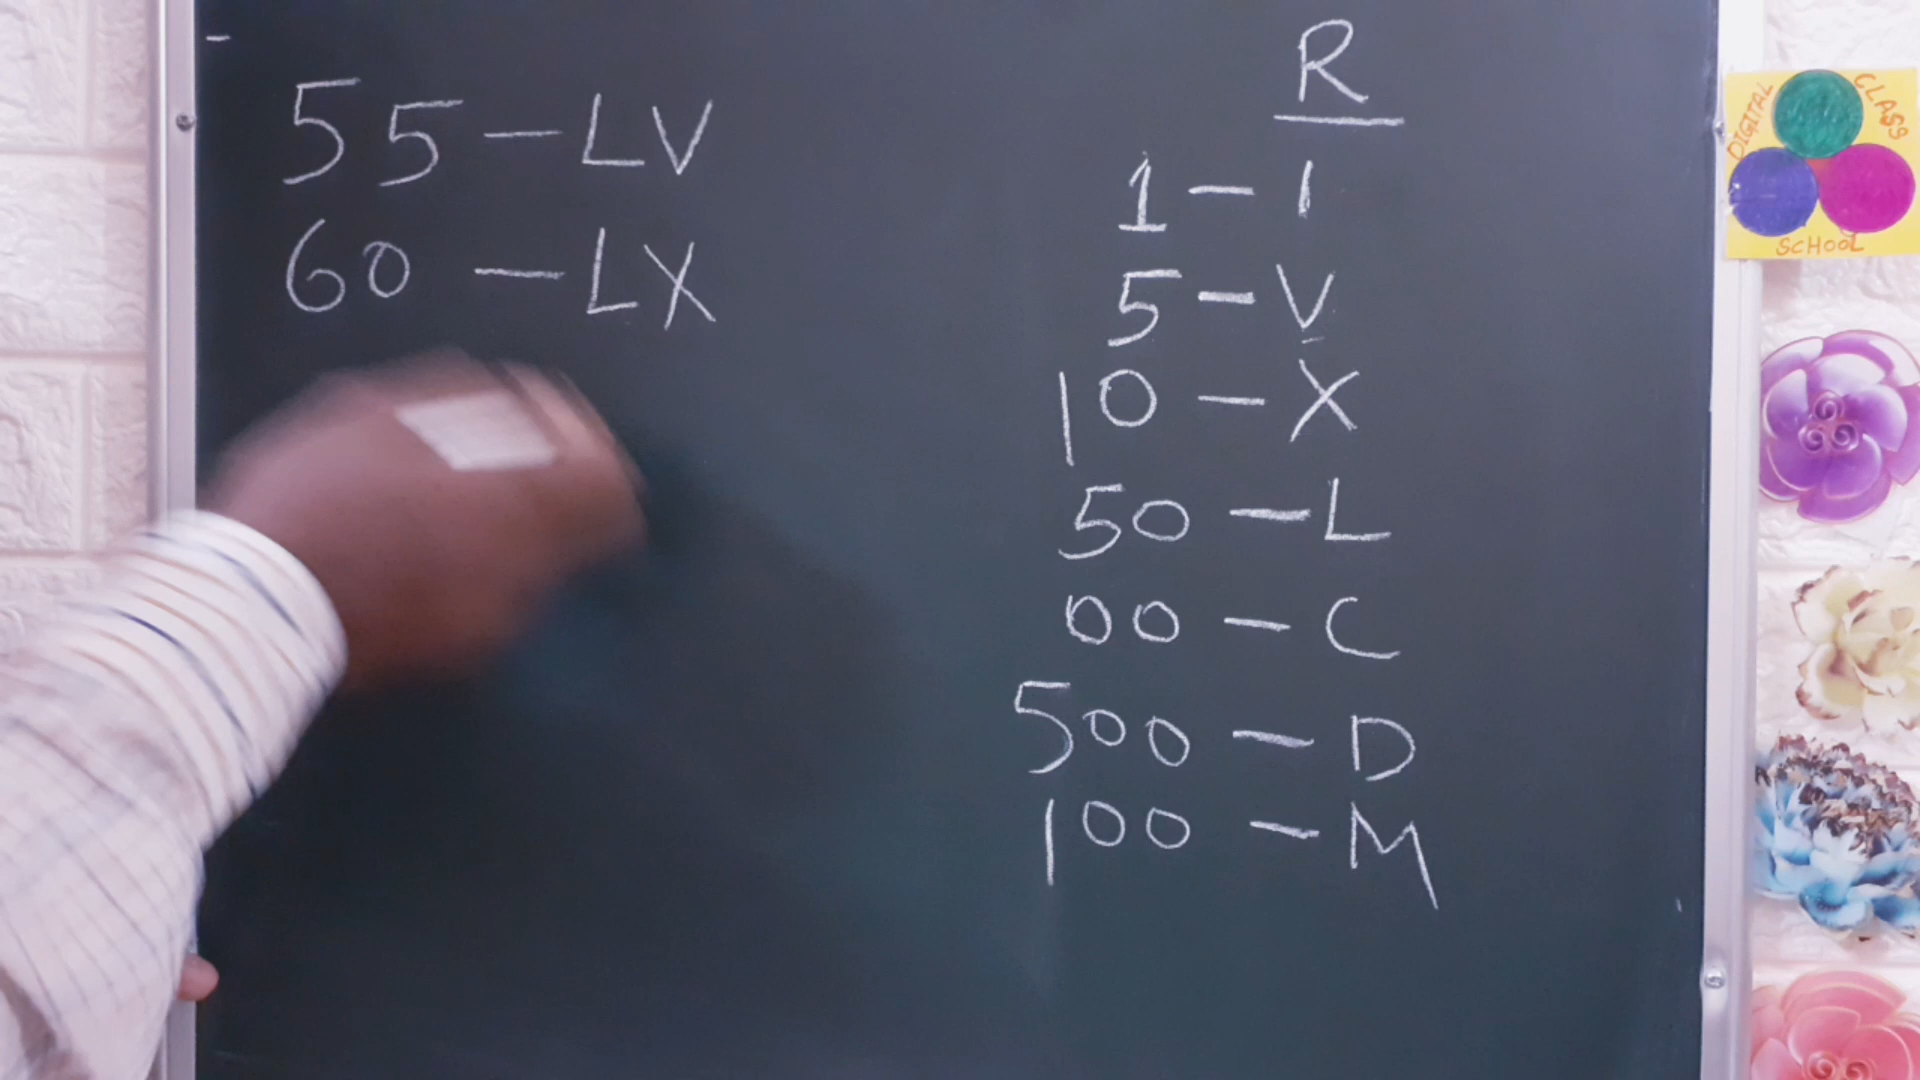 55 – LV
60 – LX
R
1 – I
5 – V
10 – X
50 – L
00 – C
500 – D
100 – M
DIGITAL CLASS
SCHOOL